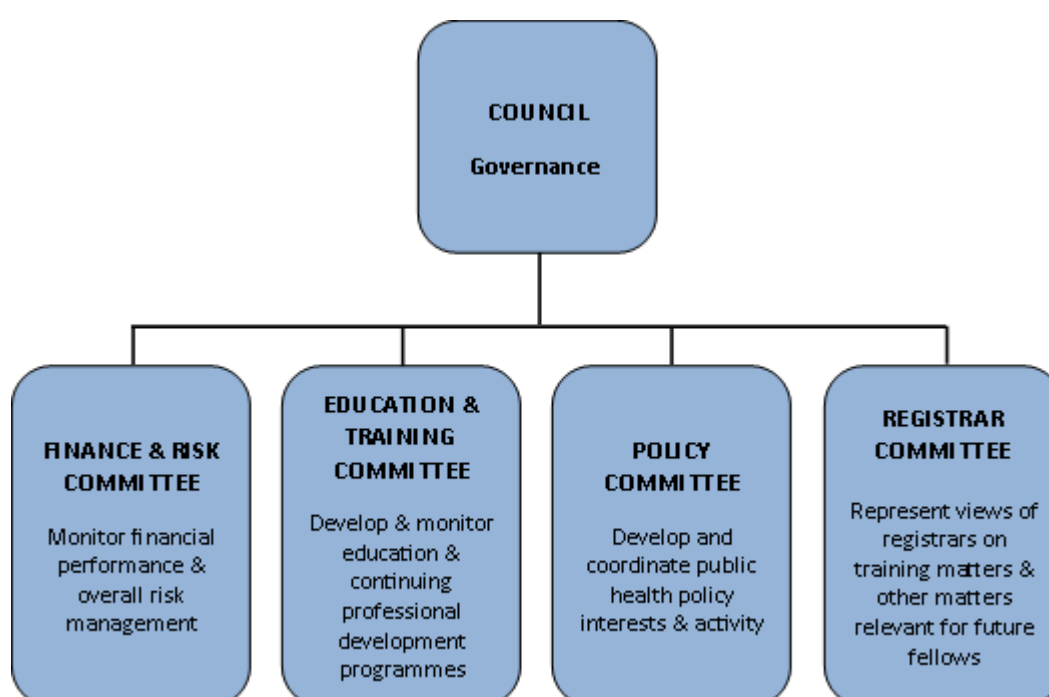 COUNCIL
Governance
FINANCE & RISK
COMMITTEE
Monitor financial
performance &
overall risk
management
EDUCATION &
TRAINING
COMMITTEE
Develop & monitor
education &
continuing
professional
development
programmes
POLICY
COMMITTEE
Develop and
coordinate public
health policy
interests & activity
REGISTRAR
COMMITTEE
Represent views of
registrars on
training matters &
other matters
relevant for future
fellows